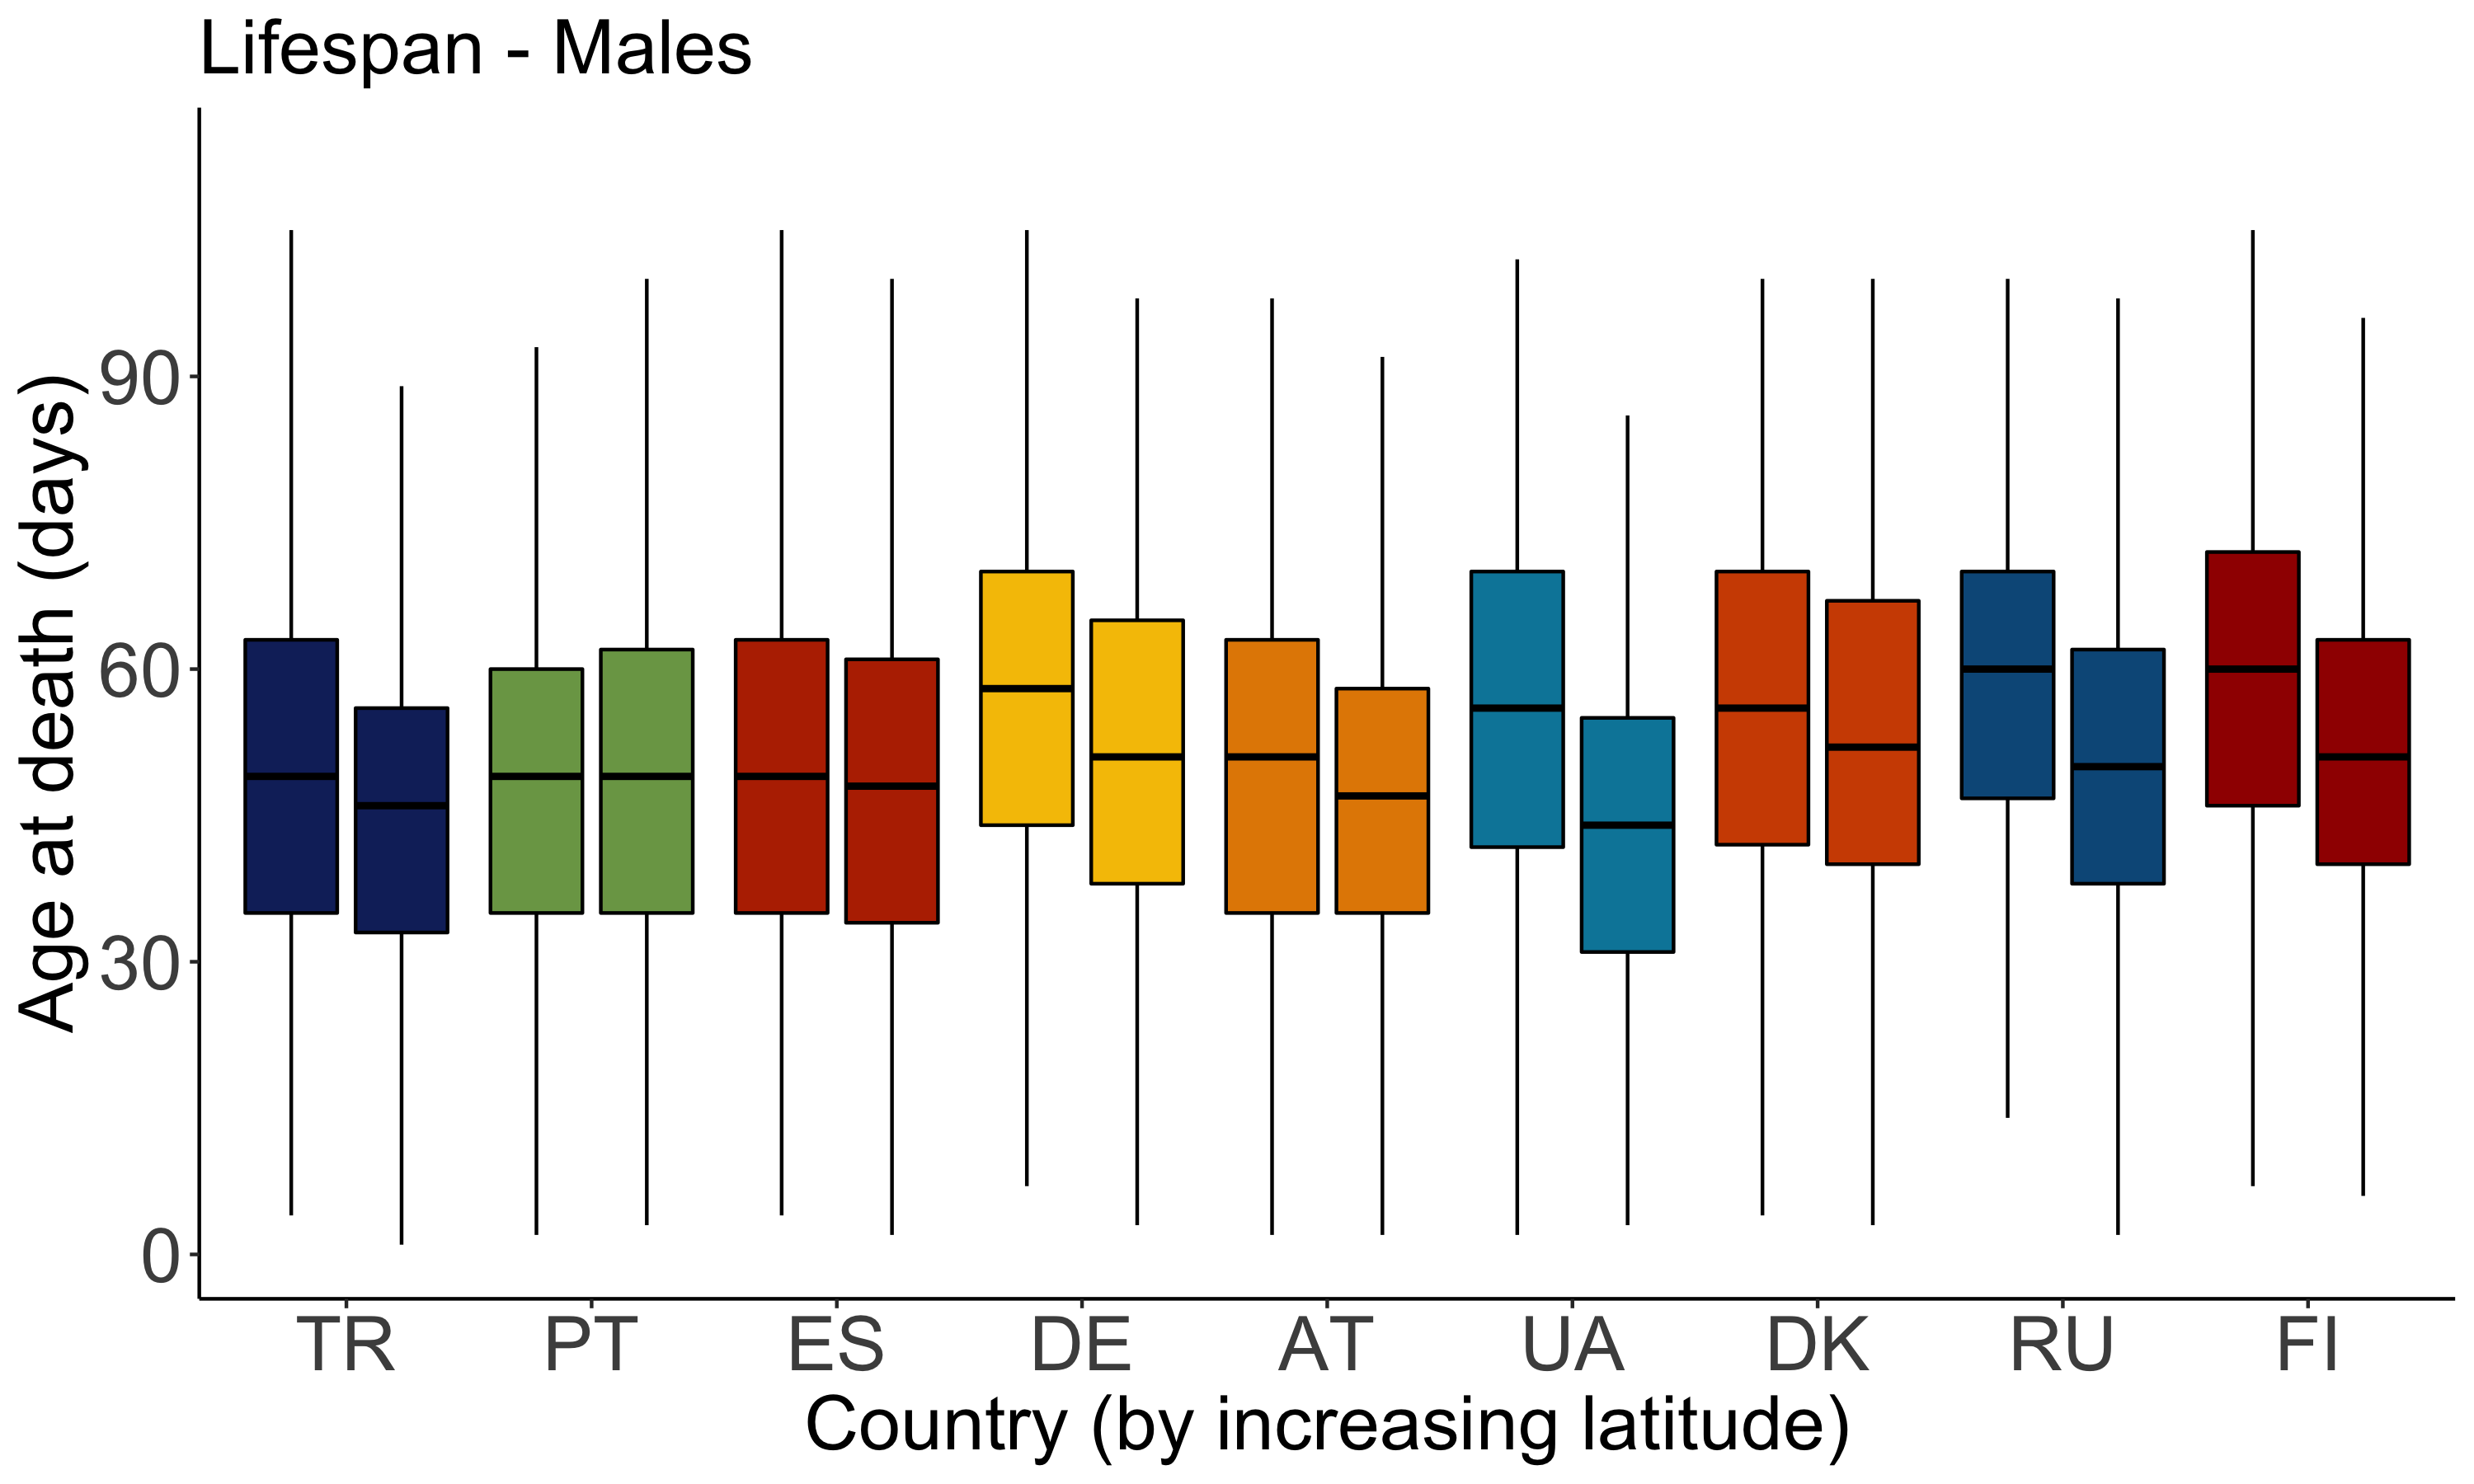 Lifespan - Males
Age at death (days)
90
60
30
0
TR PT ES DE AT UA DK RU FI
Country (by increasing latitude)